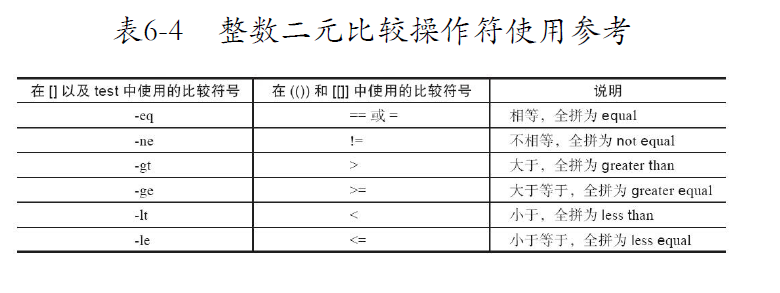 表6-4 整数二元比较操作符使用参考
在 [] 以及 test 中使用的比较符号 在 (()) 和 [[]] 中使用的比较符号 说明
-eq == 或 = 相等，全拼为 equal
-ne != 不相等，全拼为 not equal
-gt > 大于，全拼为 greater than
-ge >= 大于等于，全拼为 greater equal
-lt < 小于，全拼为 less than
-le <= 小于等于，全拼为 less equal